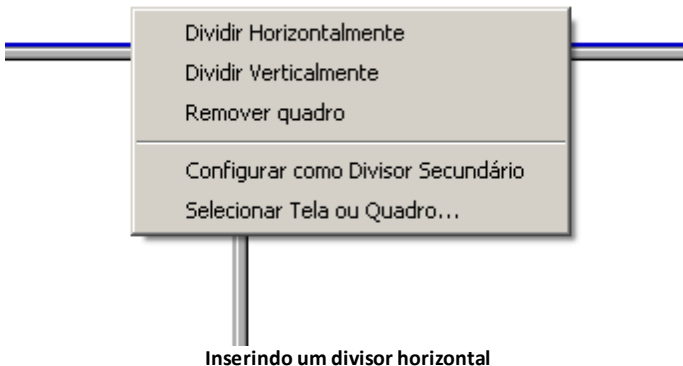 Dividir Horizontalmente
Dividir Verticalmente
Remover quadro
Configurar como Divisor Secundário
Selecionar Tela ou Quadro...
Inserindo um divisor horizontal